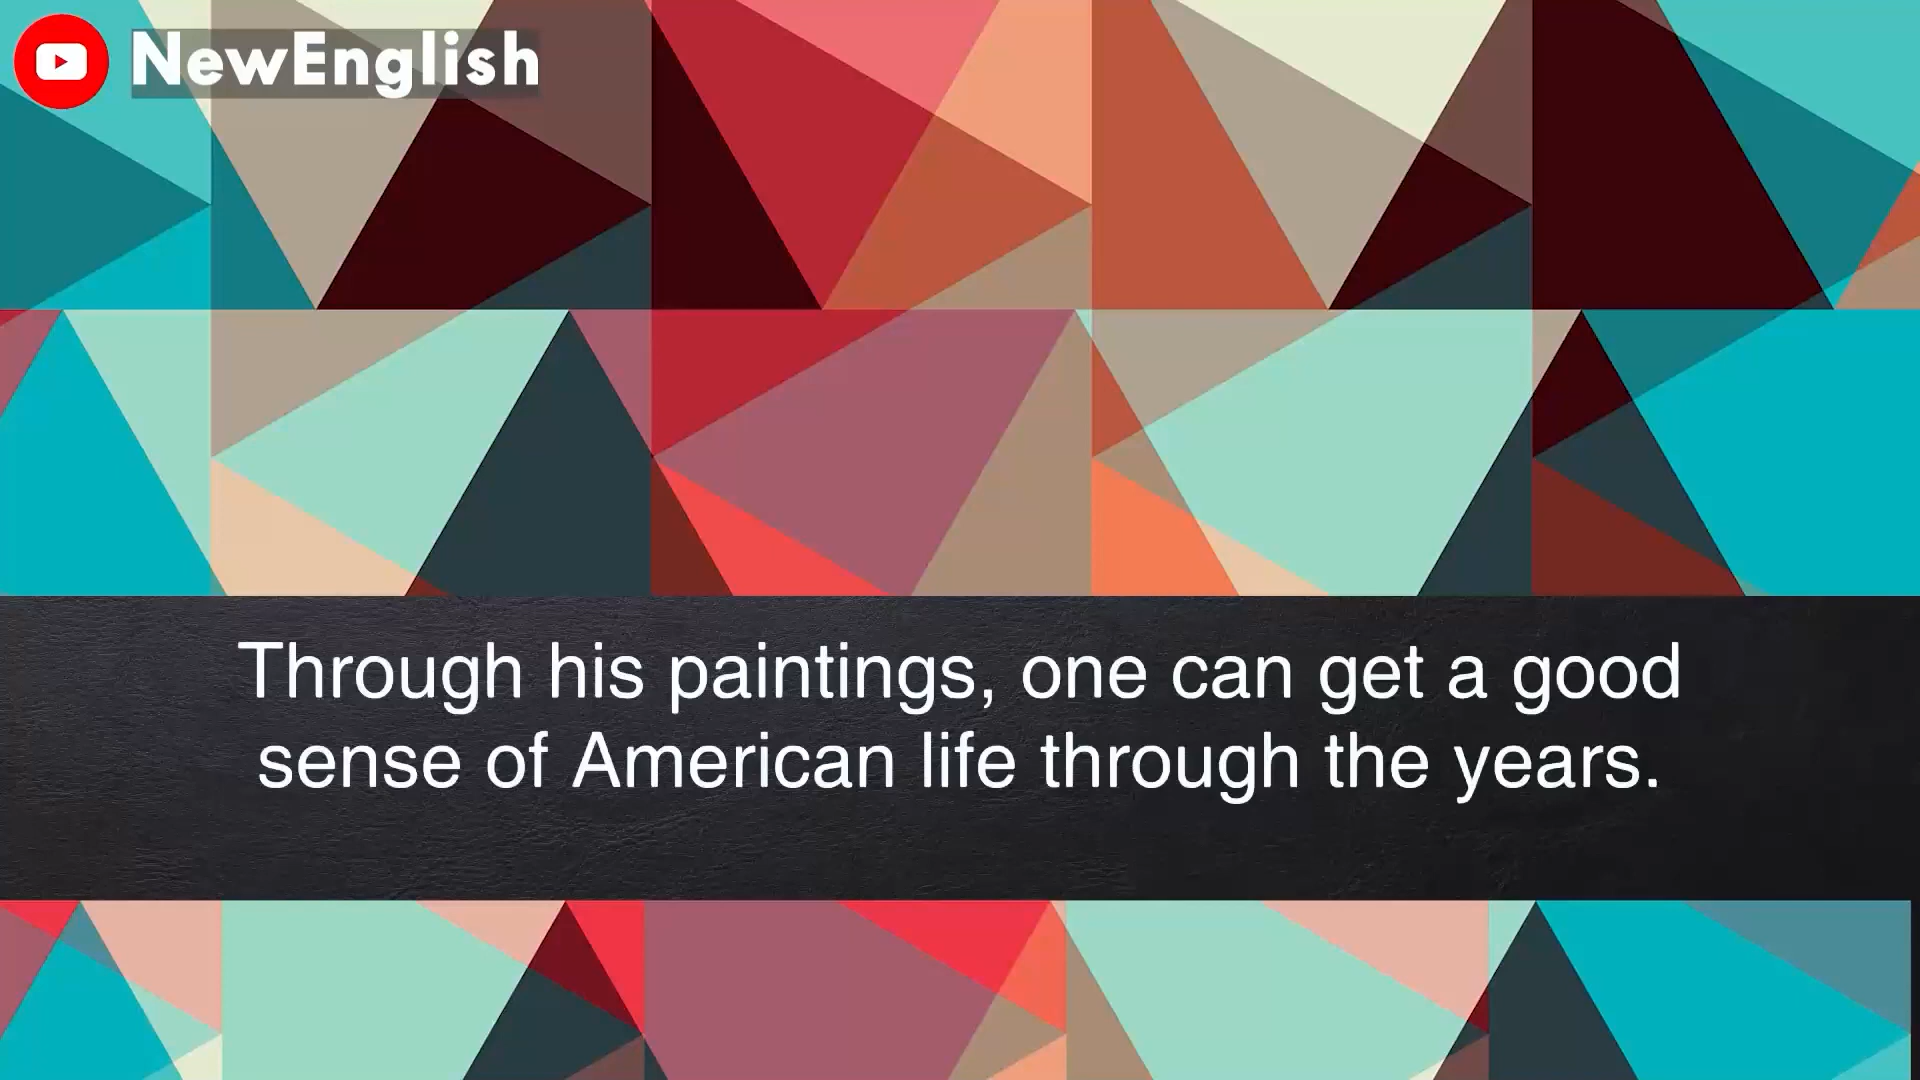 NewEnglish
Through his paintings, one can get a good
sense of American life through the years.